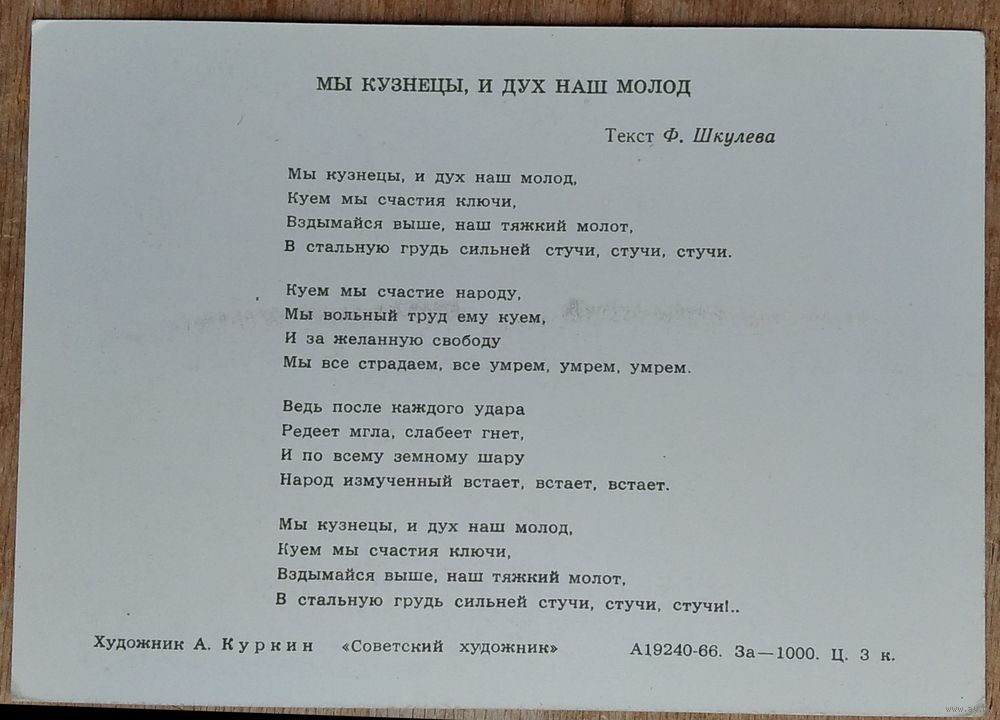 МЫ КУЗНЕЦЫ, И ДУХ НАШ МОЛОД
Текст Ф. Шкулева
Мы кузнецы, и дух наш молод,
Куем мы счастия ключи,
Вздымайся выше, наш тяжкий молот,
В стальную грудь сильней стучи, стучи, стучи.
Куем мы счастие народу,
Мы вольный труд ему куем,
И за желанную свободу
Мы все страдаем, все умрем, умрем, умрем.
Ведь после каждого удара
Редеет мгла, слабеет гнет,
И по всему земному шару
Народ измученный встает, встает, встает.
Мы кузнецы, и дух наш молод,
Куем мы счастия ключи,
Вздымайся выше, наш тяжкий молот,
В стальную грудь сильней стучи, стучи, стучи!..
Художник А. Куркин «Советский художник» А19240-66. За—1000. Ц. 3 к.